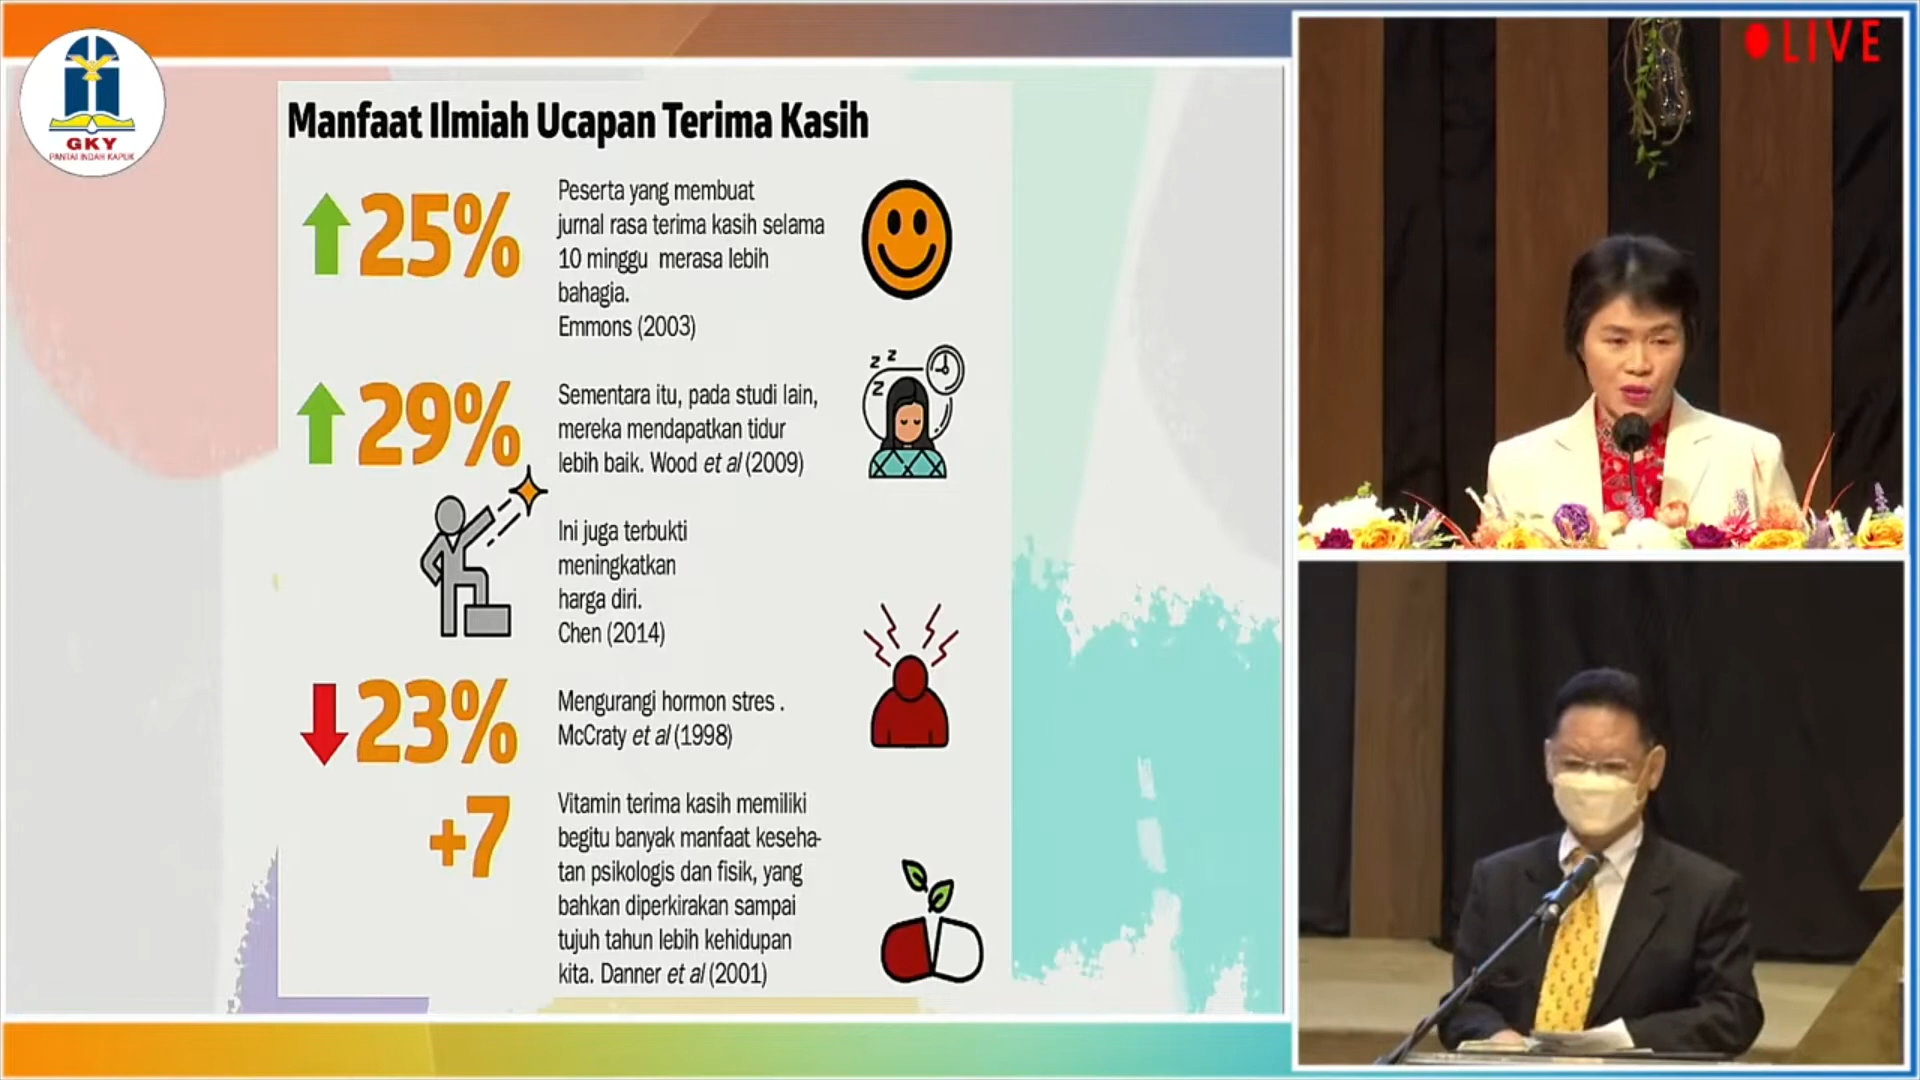 GKY
PANTAI INDAH KAPUK
LIVE
Manfaat Ilmiah Ucapan Terima Kasih
25%
Peserta yang membuat
jurnal rasa terima kasih selama
10 minggu merasa lebih
bahagia.
Emmons (2003)
z z
z
29%
Sementara itu, pada studi lain,
mereka mendapatkan tidur
lebih baik. Wood et al (2009)
Ini juga terbukti
meningkatkan
harga diri.
Chen (2014)
23%
Mengurangi hormon stres .
McCraty et al (1998)
+7
Vitamin terima kasih memiliki
begitu banyak manfaat keseha-
tan psikologis dan fisik, yang
bahkan diperkirakan sampai
tujuh tahun lebih kehidupan
kita. Danner et al (2001)